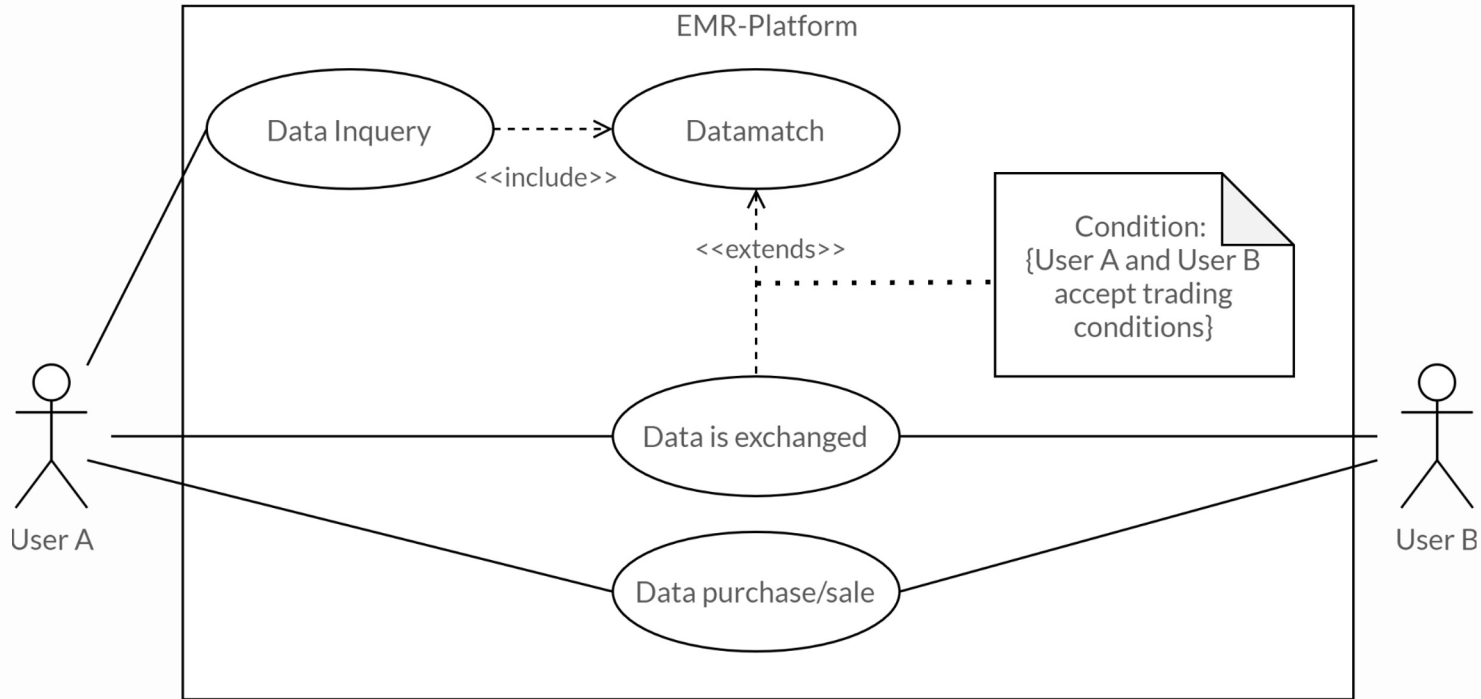 EMR-Platform
Data Inquery
Datamatch
<<include>>
<<extends>>
Condition:
{User A and User B
accept trading
conditions}
Data is exchanged
User A
User B
Data purchase/sale